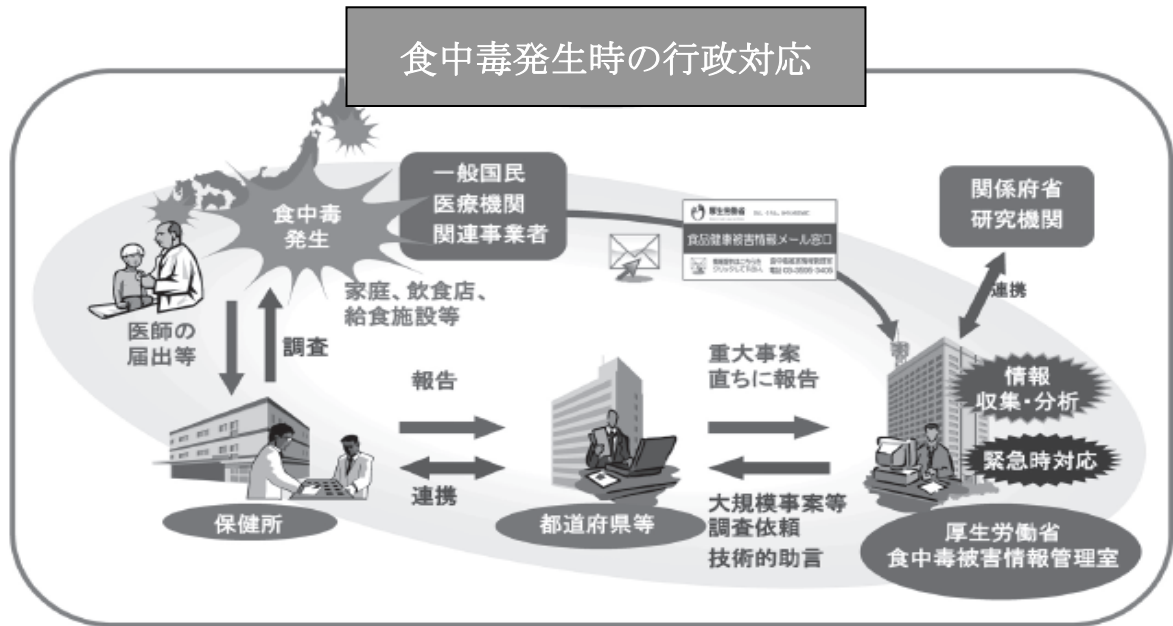 食中毒発生時の行政対応
食中毒
発生
一般国民
医療機関
関連事業者
厚生労働省
食品健康被害情報メール窓口
関係府省
研究機関
連携
家庭、飲食店、
給食施設等
医師の
届出等
調査
報告
連携
重大事案
直ちに報告
大規模事案等
調査依頼
技術的助言
情報
収集・分析
緊急時対応
保健所
都道府県等
厚生労働省
食中毒被害情報管理室